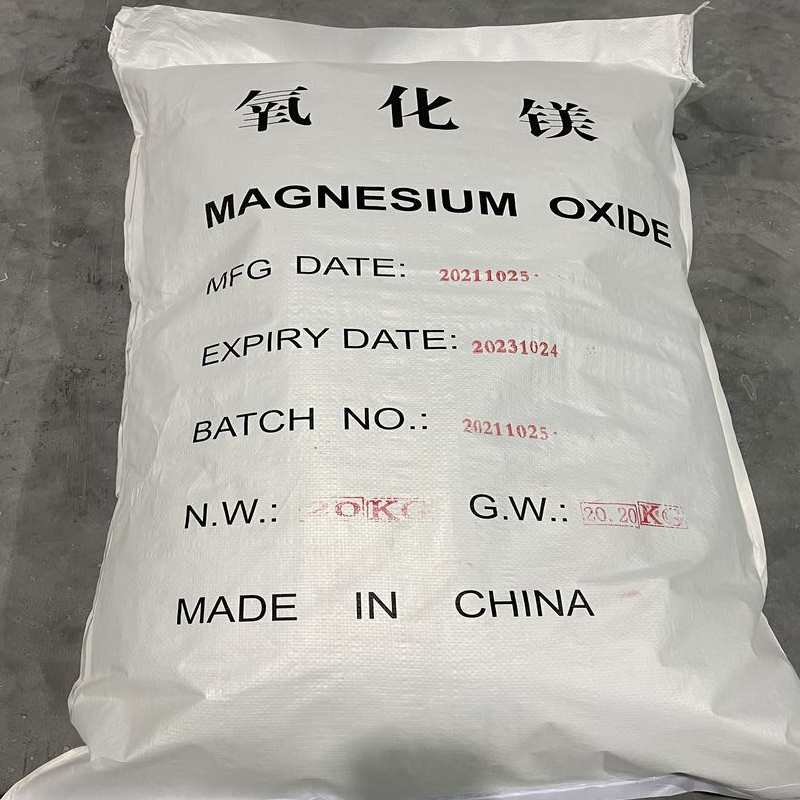 氧化镁
MAGNESIUM OXIDE
MFG DATE: 20211025
EXPIRY DATE: 20231024
BATCH NO.: 20211025
N.W.: 20KG G.W.: 20.20KG
MADE IN CHINA